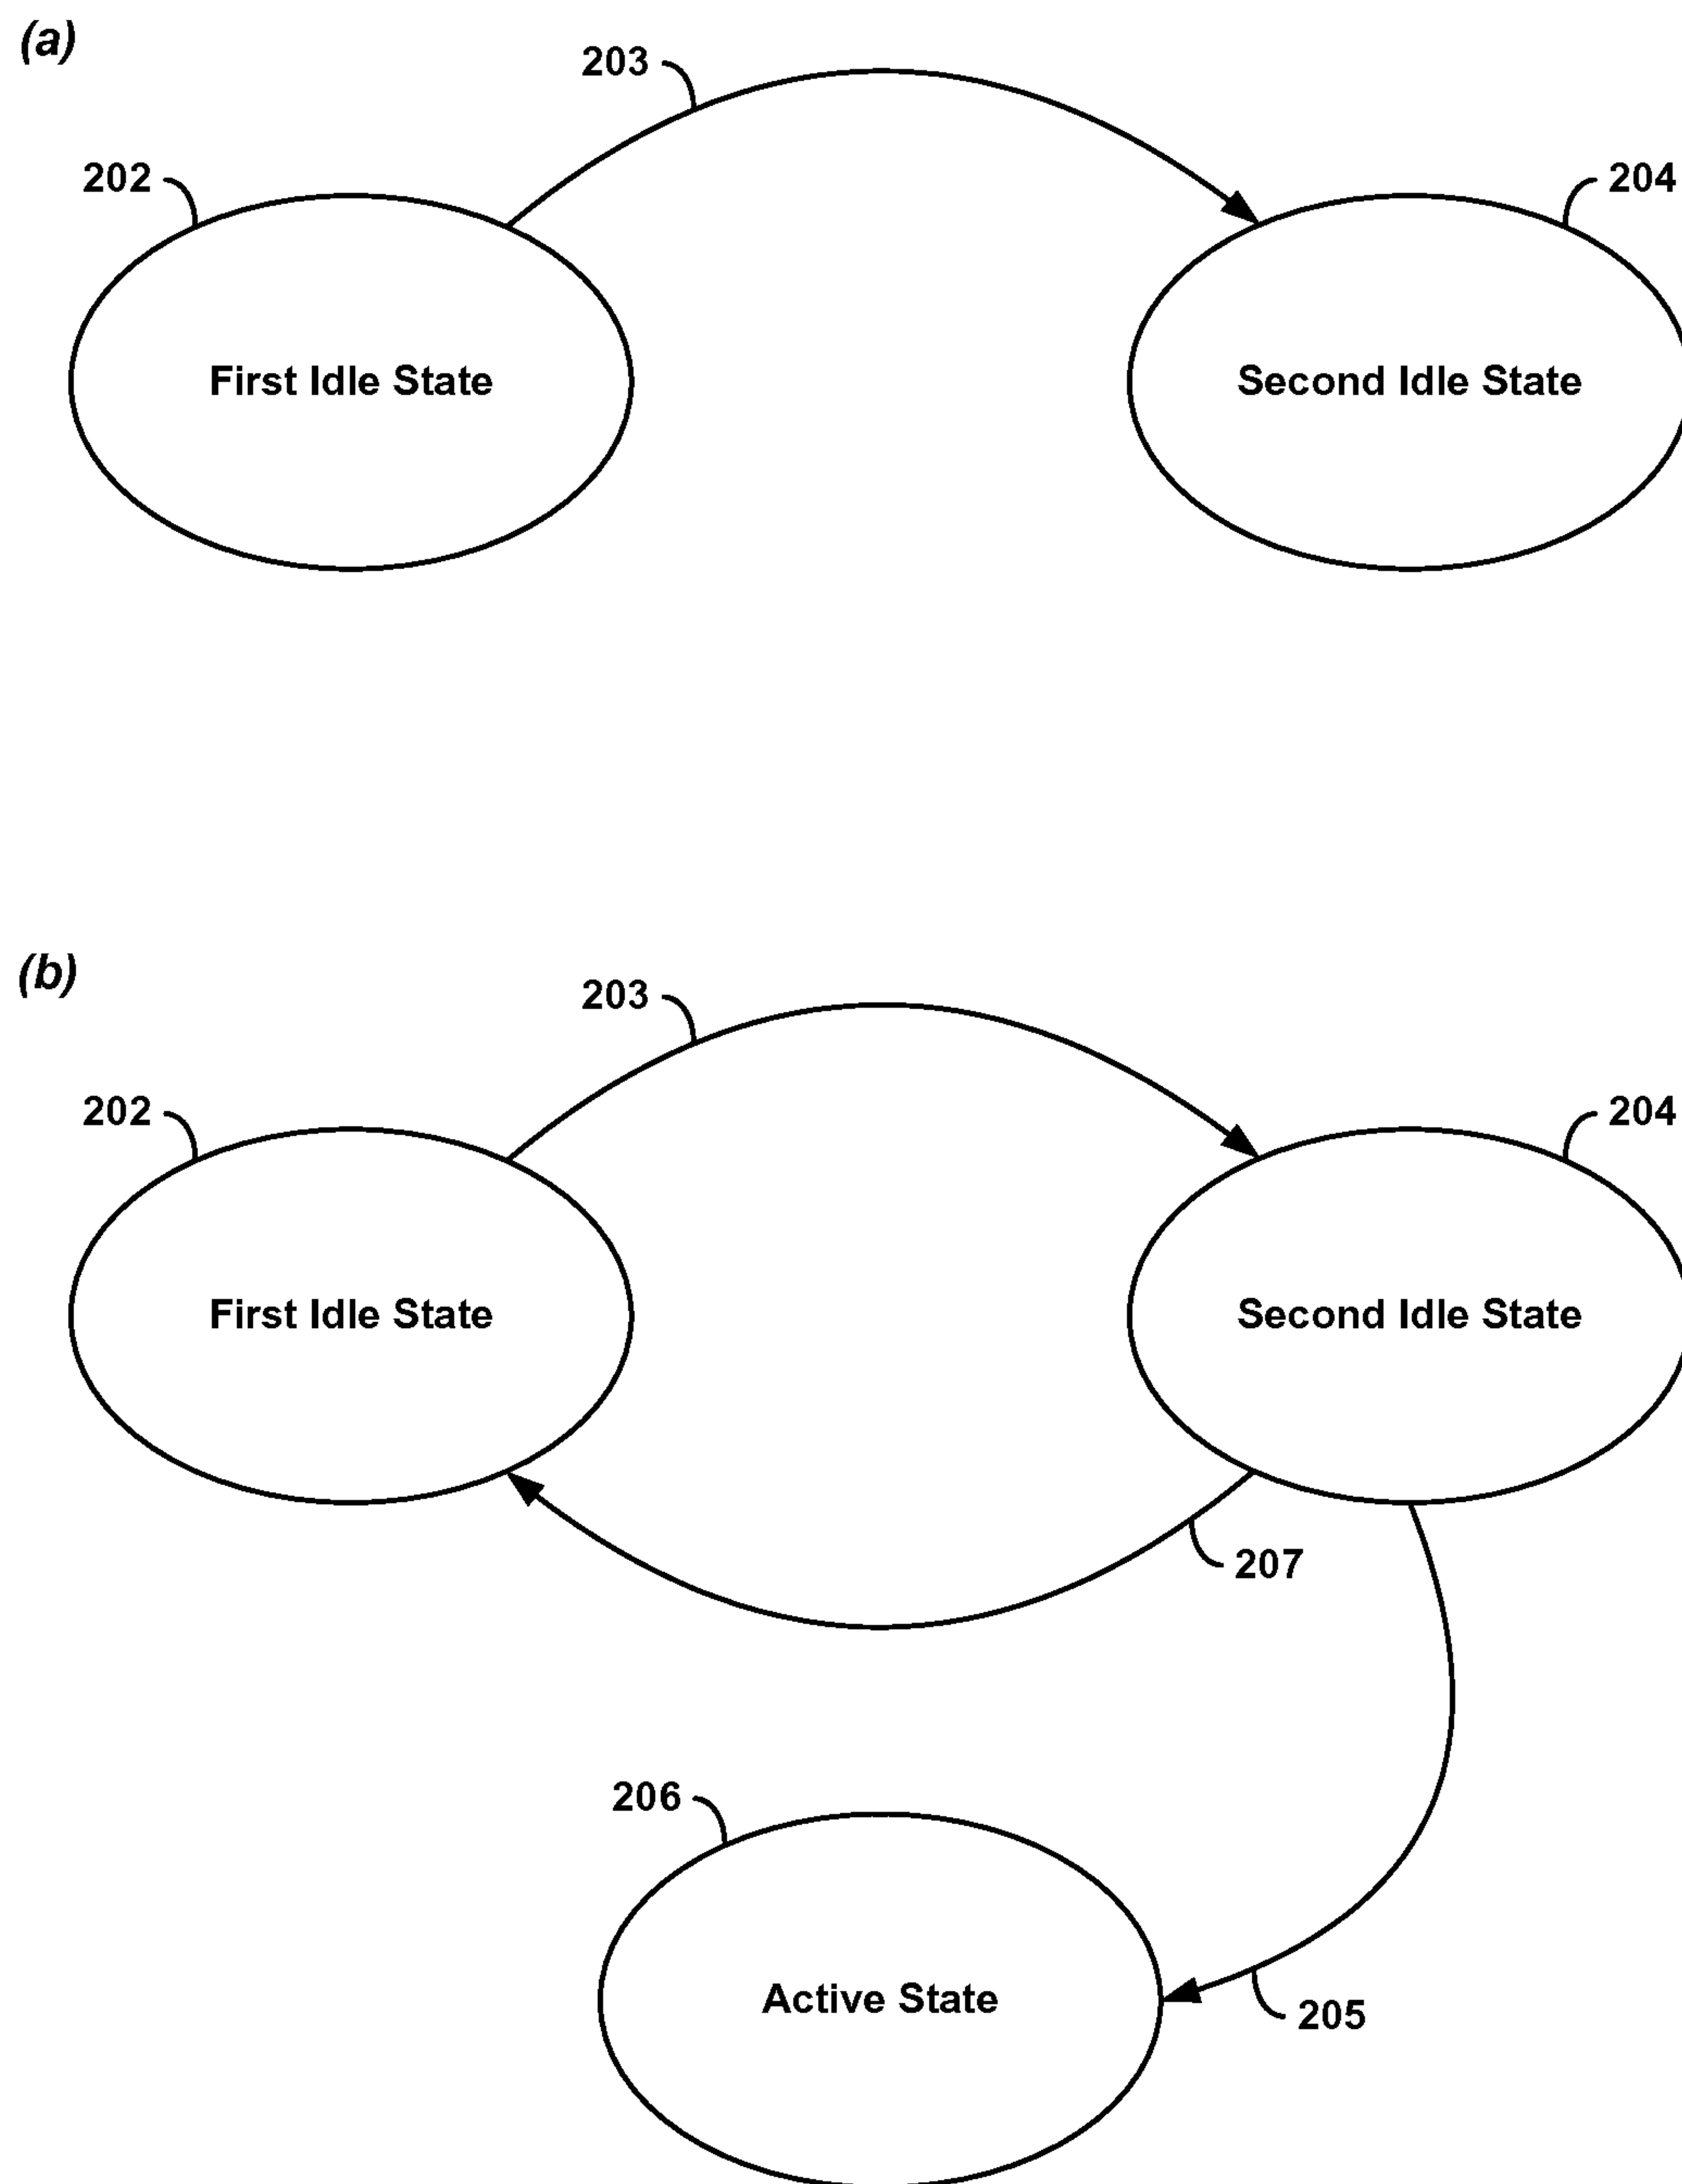 (a)
203
202
204
First Idle State
Second Idle State
(b)
203
202
204
First Idle State
Second Idle State
207
206
Active State
205